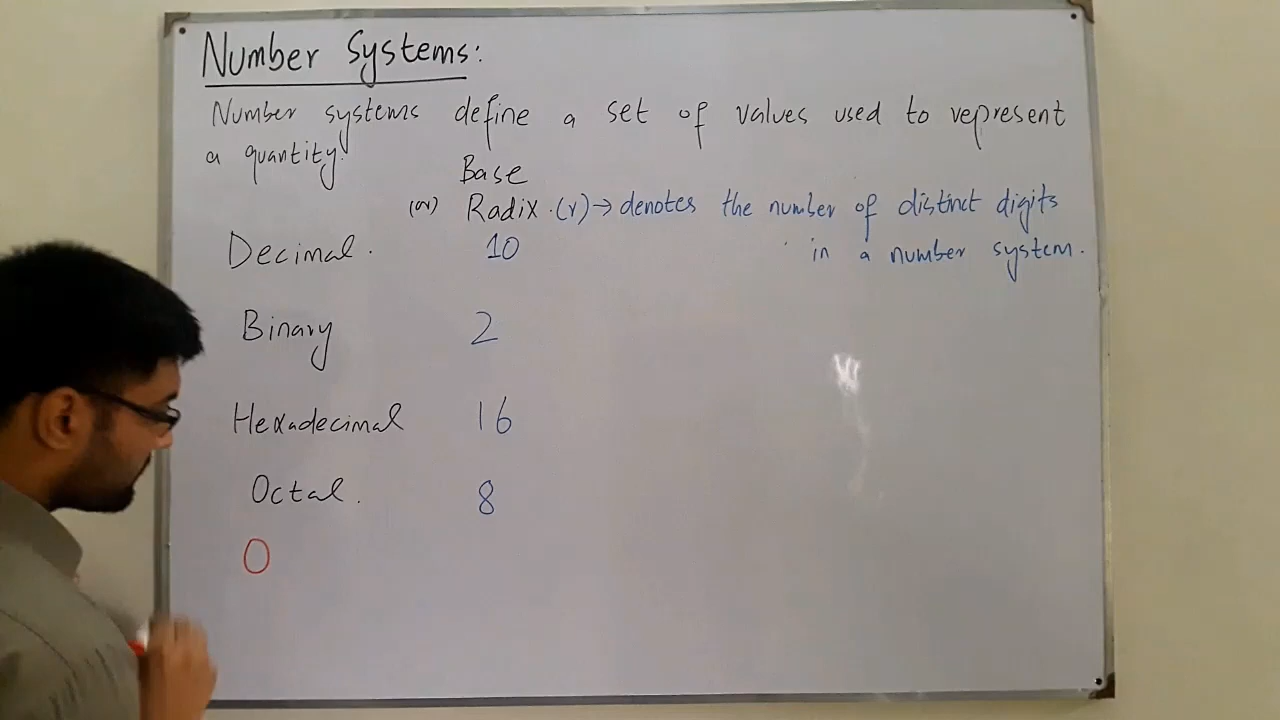 Number Systems:
Number systems define a set of values used to represent
a quantity.
Base
(or) Radix.(r)→denotes the number of distinct digits
in a number system.
Decimal. 10
Binary 2
Hexadecimal 16
Octal. 8
0